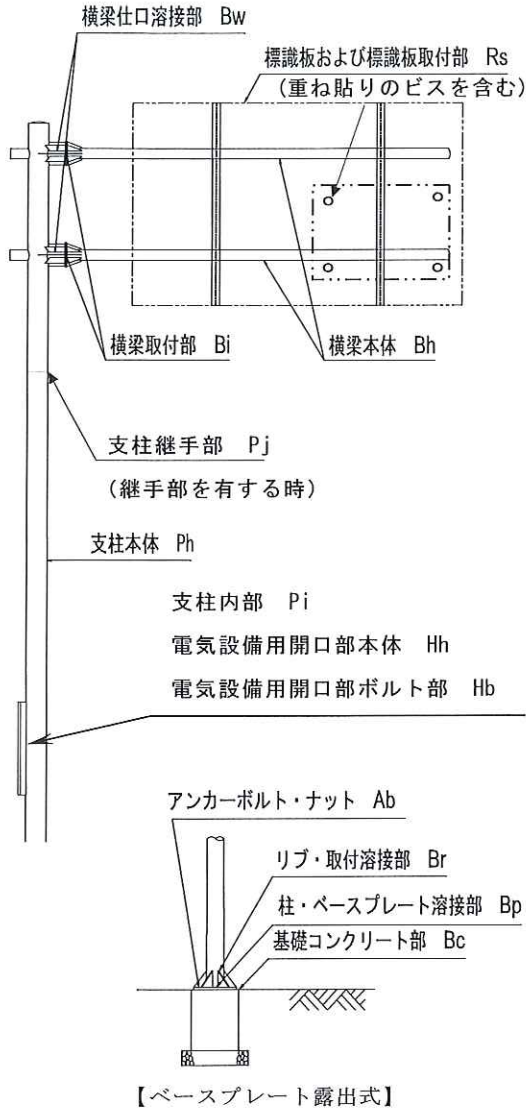 横梁仕口溶接部 Bw
標識板および標識板取付部 Rs
(重ね貼りのビスを含む)
横梁取付部 Bi
横梁本体 Bh
支柱継手部 Pj
(継手部を有する時)
支柱本体 Ph
支柱内部 Pi
電気設備用開口部本体 Hh
電気設備用開口部ボルト部 Hb
アンカーボルト・ナット Ab
リブ・取付溶接部 Br
柱・ベースプレート溶接部 Bp
基礎コンクリート部 Bc
【ベースプレート露出式】